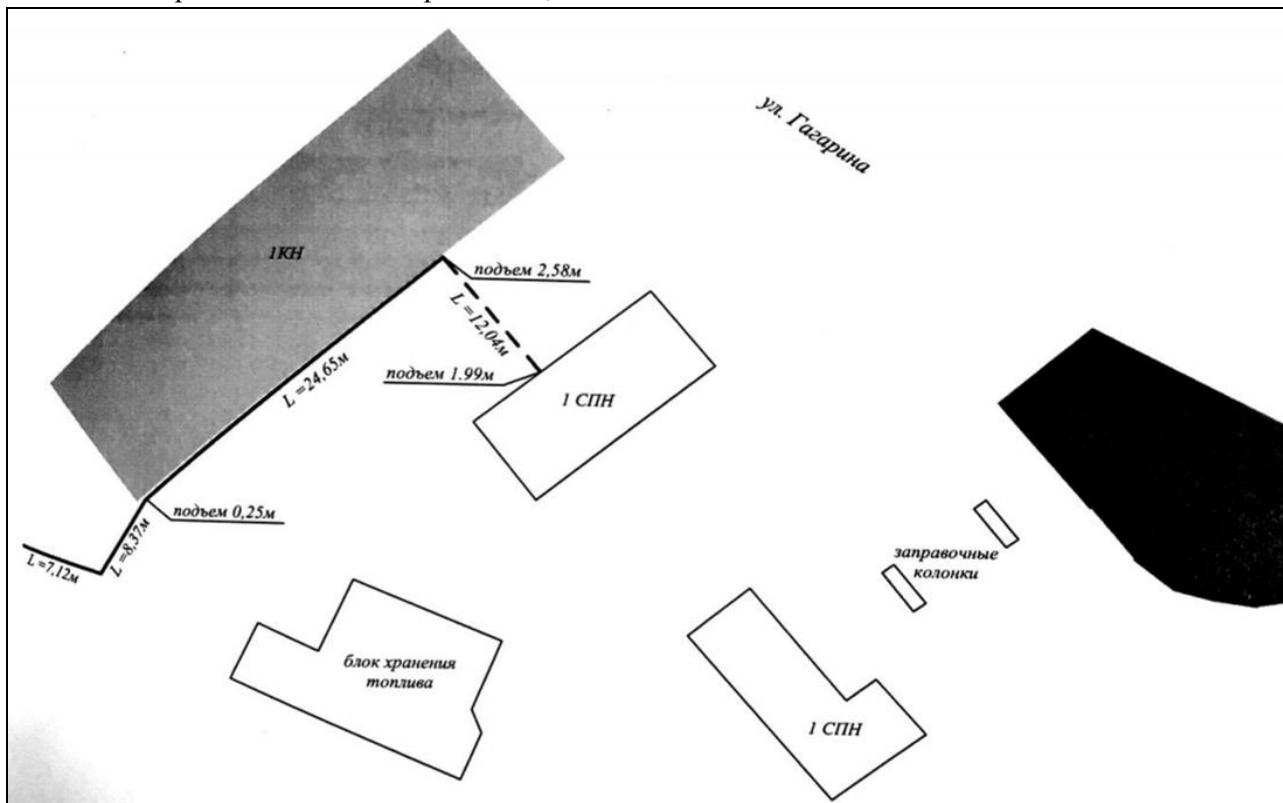 ул. Гагарина
1КН
подъем 2,58м
L =12,04м
L =24,65м
подъем 1.99м
1 СПН
подъем 0,25м
L =8,37м
L =7,12м
заправочные
колонки
блок хранения
топлива
1 СПН